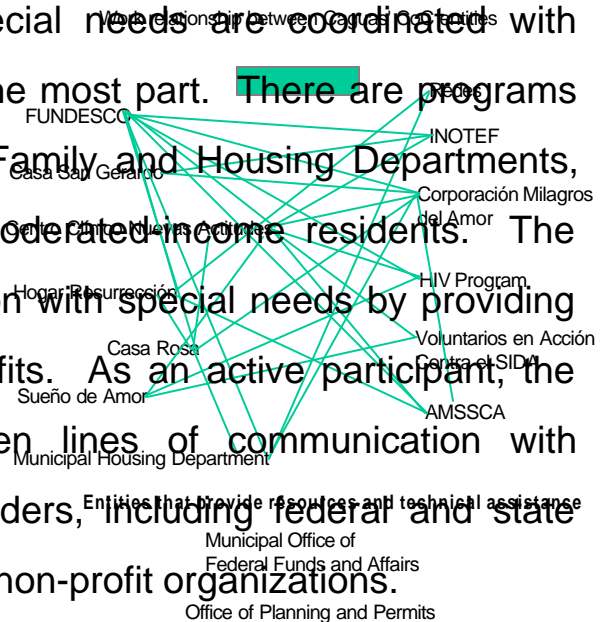 Work relationship between Caguas' CoC entities
ecial needs are coordinated with
he most part. There are programs
Family and Housing Departments,
oderated-income residents. The
n with special needs by providing
fits. As an active participant, the
en lines of communication with
ders, including federal and state
non-profit organizations.
Redes
FUNDESCO
INOTEF
Casa San Gerardo
Corporación Milagros
del Amor
Centro Clínico Nuevas Actitudes
HIV Program
Hogar Resurrección
Voluntarios en Acción
Contra el SIDA
Casa Rosa
Sueño de Amor
AMSSCA
Municipal Housing Department
Entities that provide resources and technical assistance
Municipal Office of
Federal Funds and Affairs
Office of Planning and Permits